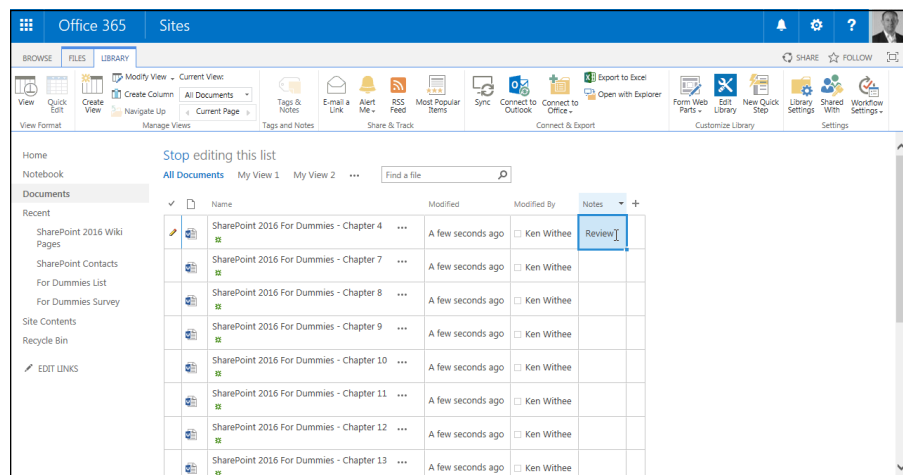 Office 365 Sites ?
BROWSE FILES LIBRARY SHARE FOLLOW
View Quick Edit Create View Modify View Create Column Navigate Up Current View: All Documents Current Page Tags & Notes E-mail a Link Alert Me RSS Feed Most Popular Items Sync Connect to Outlook Connect to Office Export to Excel Open with Explorer Form Web Parts Edit Library New Quick Step Library Settings Shared With Workflow Settings
View Format Manage Views Tags and Notes Share & Track Connect & Export Customize Library Settings
Home
Notebook
Documents
Recent
SharePoint 2016 Wiki
Pages
SharePoint Contacts
For Dummies List
For Dummies Survey
Site Contents
Recycle Bin
EDIT LINKS
Stop editing this list
All Documents My View 1 My View 2 ••• Find a file
Name Modified Modified By Notes +
SharePoint 2016 For Dummies - Chapter 4 ••• A few seconds ago Ken Withee Review
SharePoint 2016 For Dummies - Chapter 7 ••• A few seconds ago Ken Withee
SharePoint 2016 For Dummies - Chapter 8 ••• A few seconds ago Ken Withee
SharePoint 2016 For Dummies - Chapter 9 ••• A few seconds ago Ken Withee
SharePoint 2016 For Dummies - Chapter 10 ••• A few seconds ago Ken Withee
SharePoint 2016 For Dummies - Chapter 11 ••• A few seconds ago Ken Withee
SharePoint 2016 For Dummies - Chapter 12 ••• A few seconds ago Ken Withee
SharePoint 2016 For Dummies - Chapter 13 ••• A few seconds ago Ken Withee